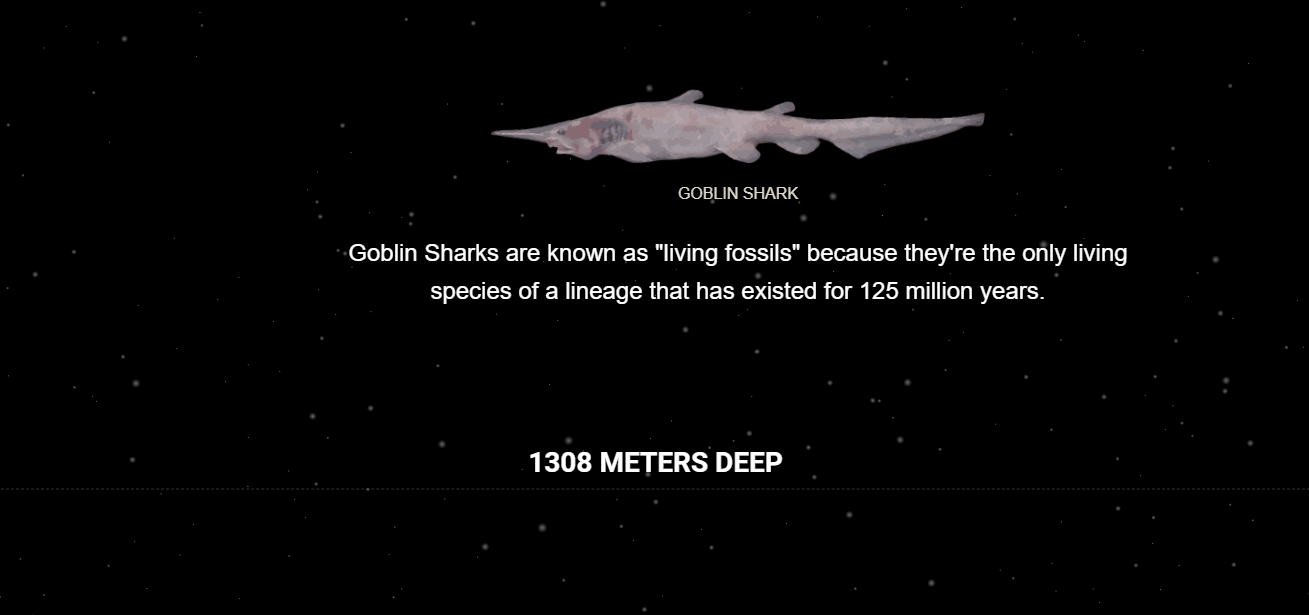 GOBLIN SHARK
Goblin Sharks are known as "living fossils" because they're the only living
species of a lineage that has existed for 125 million years.
1308 METERS DEEP